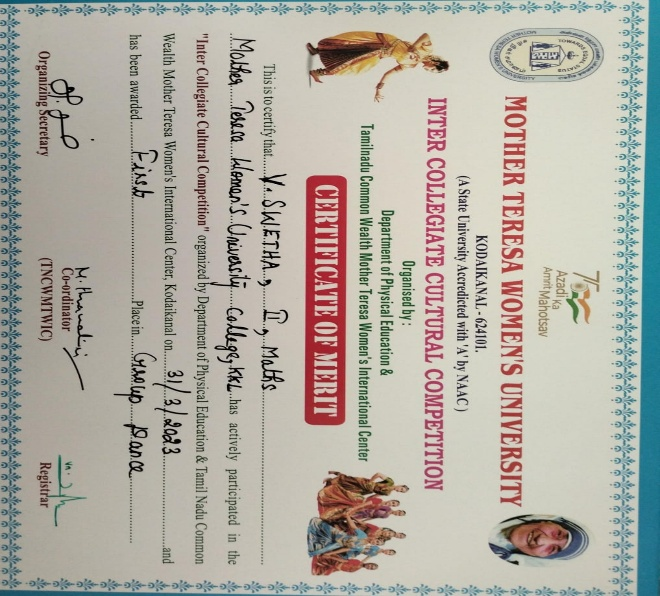 75
Azadi Ka
Amrit Mahotsav
MOTHER TERESA WOMEN'S UNIVERSITY
KODAIKANAL - 624101.
(A State University Accredited with 'A' by NAAC)
INTER COLLEGIATE CULTURAL COMPETITION
Organised by :
Department of Physical Education &
Tamilnadu Common Wealth Mother Teresa Women's International Center
CERTIFICATE OF MERIT
This is to certify that V. SWETHA, II, Maths
Mother Teresa Women's University College, KKL has actively participated in the
"Inter Collegiate Cultural Competition" organized by Department of Physical Education & Tamil Nadu Common
Wealth Mother Teresa Women's International Center, Kodaikanal on 31/3/2023 and
has been awarded First Place in Group Dance
Organizing Secretary
Co-ordinator
(TNCWMTWIC)
Registrar